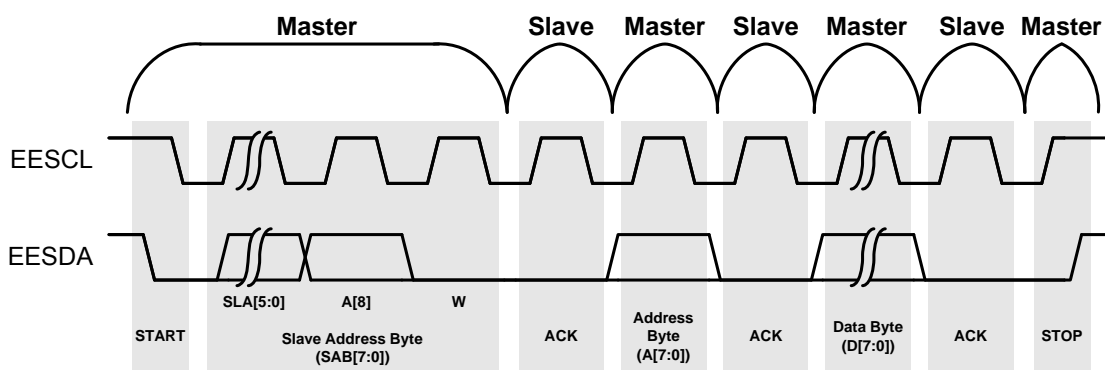 Master Slave Master Slave Master Slave Master
EESCL
EESDA
SLA[5:0] A[8] W
START Slave Address Byte (SAB[7:0]) ACK Address Byte (A[7:0]) ACK Data Byte (D[7:0]) ACK STOP